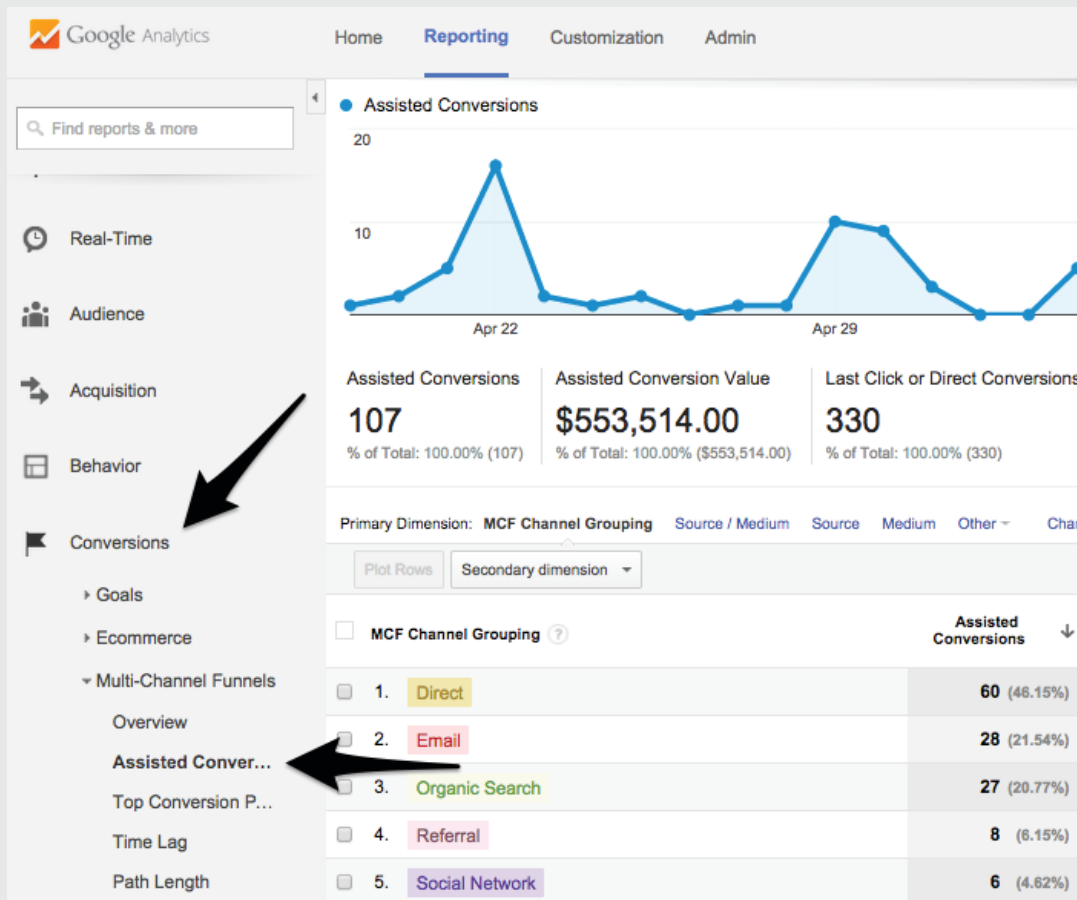 Google Analytics
Home Reporting Customization Admin
Find reports & more
Real-Time
Audience
Acquisition
Behavior
Conversions
Goals
Ecommerce
Multi-Channel Funnels
Overview
Assisted Conver...
Top Conversion P...
Time Lag
Path Length
Assisted Conversions
20
10
Apr 22 Apr 29
Assisted Conversions Assisted Conversion Value Last Click or Direct Conversions
107 $553,514.00 330
% of Total: 100.00% (107) % of Total: 100.00% ($553,514.00) % of Total: 100.00% (330)
Primary Dimension: MCF Channel Grouping Source / Medium Source Medium Other
Plot Rows Secondary dimension
MCF Channel Grouping ? Assisted
Conversions
1. Direct 60 (46.15%)
2. Email 28 (21.54%)
3. Organic Search 27 (20.77%)
4. Referral 8 (6.15%)
5. Social Network 6 (4.62%)